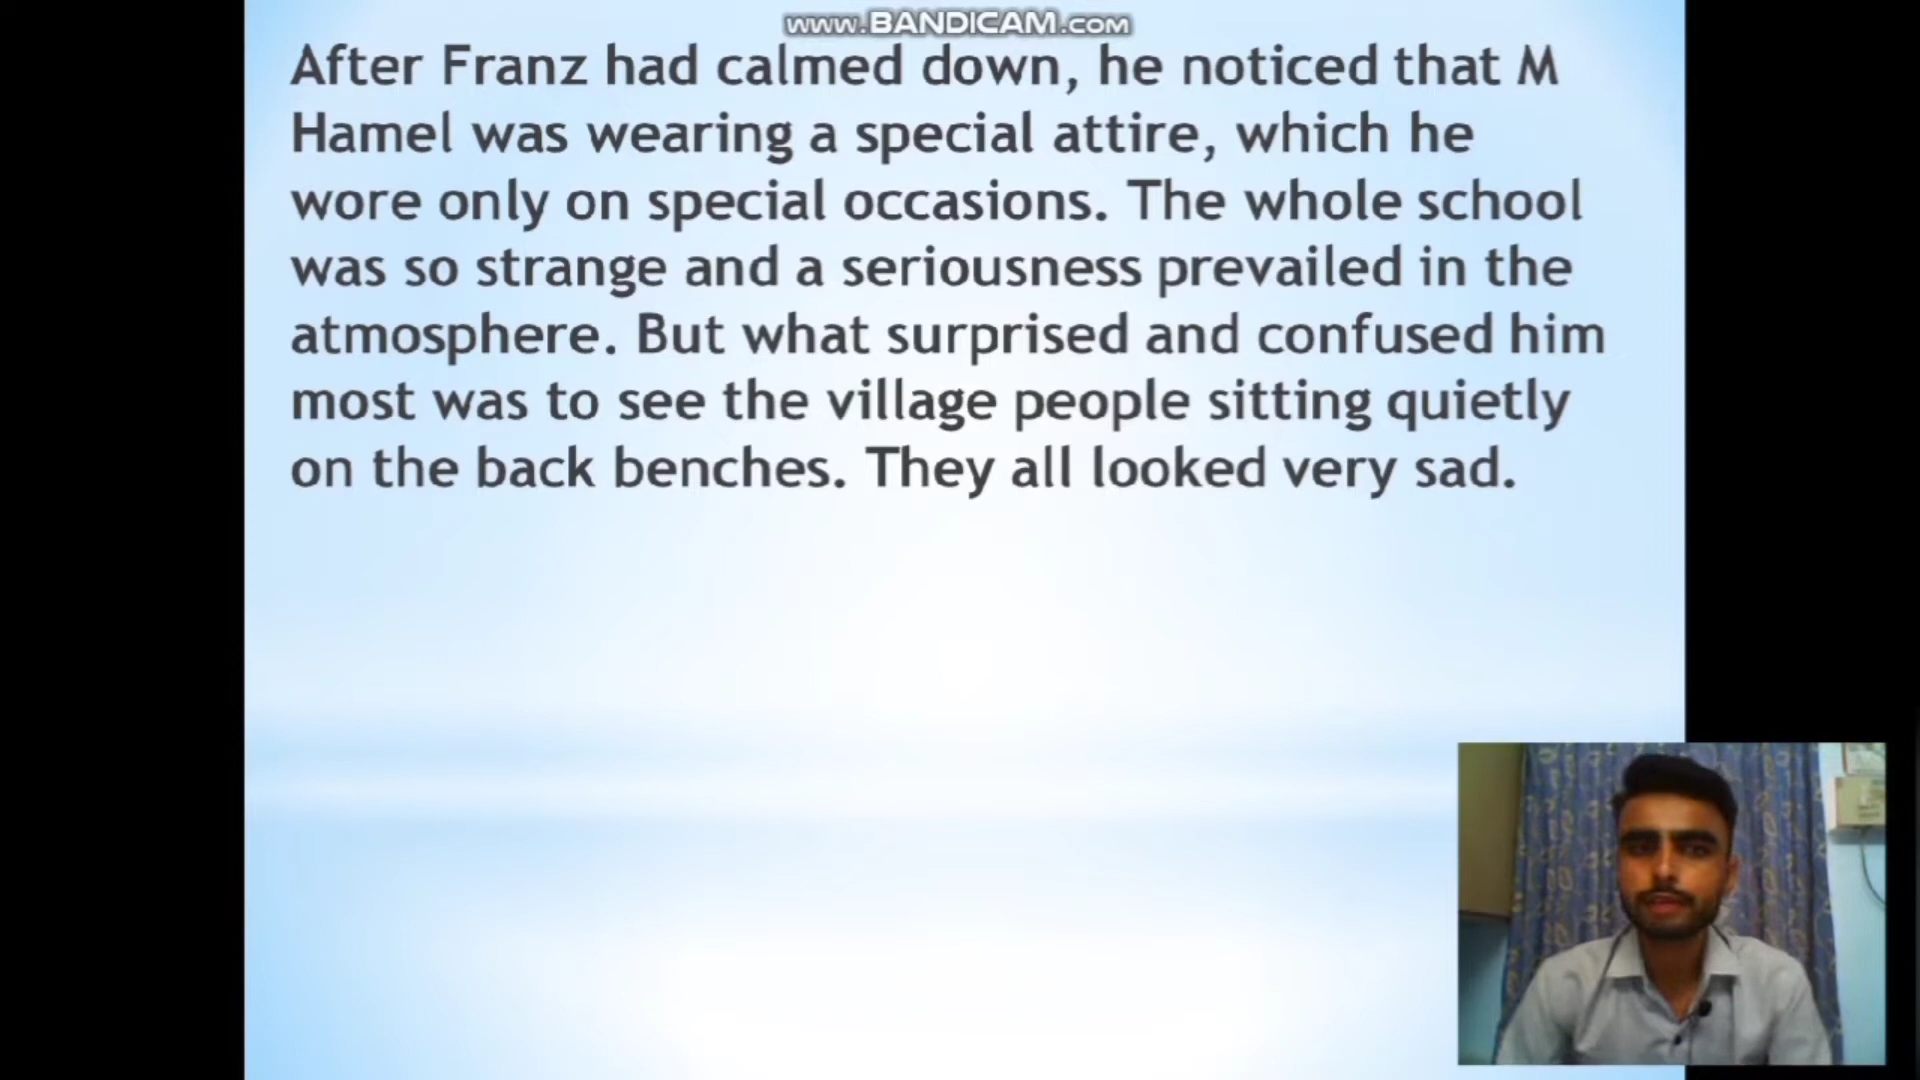 www.BANDICAM.com
After Franz had calmed down, he noticed that M
Hamel was wearing a special attire, which he
wore only on special occasions. The whole school
was so strange and a seriousness prevailed in the
atmosphere. But what surprised and confused him
most was to see the village people sitting quietly
on the back benches. They all looked very sad.